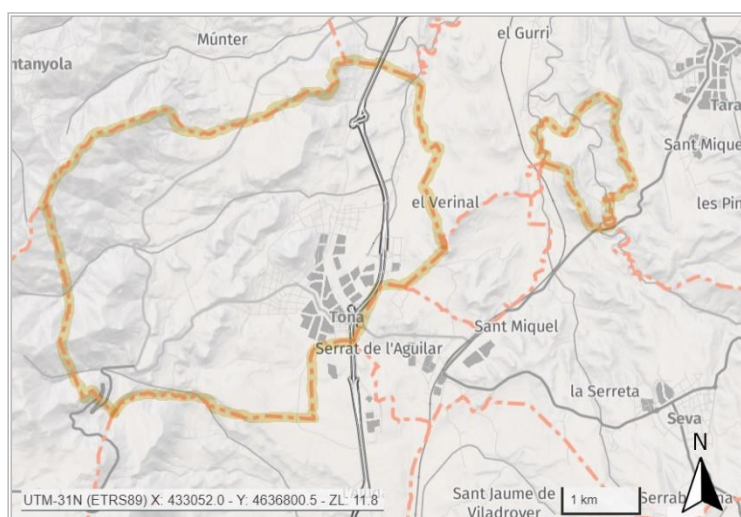 Múnter
el Gurri
ntanyola
Tara
Sant Mique
el Verinal
les Pin
Tona
Sant Miquel
Serrat de l'Aguilar
la Serreta
Seva
N
UTM-31N (ETRS89) X: 433052.0 - Y: 4636800.5 - ZL: 11.8
Sant Jaume de
Viladrover
1 km